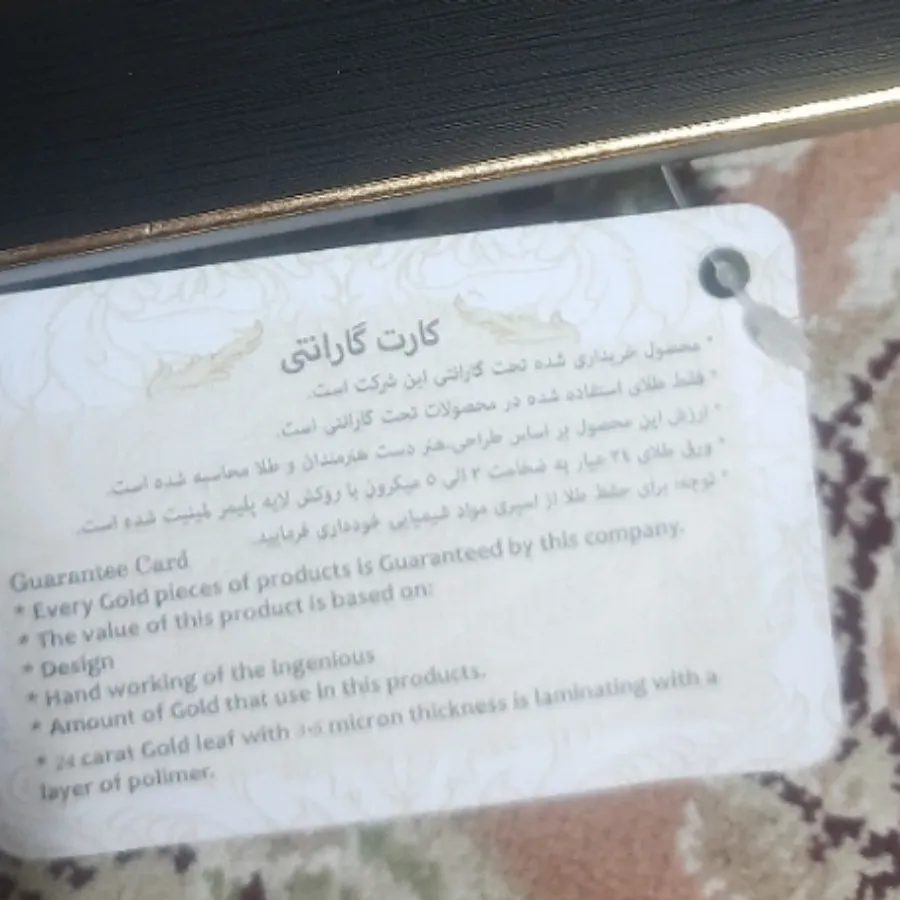 کارت گارانتی
* محصول خریداری شده تحت گارانتی این شرکت است.
* فقط طلای استفاده شده در محصولات تحت گارانتی است.
* ارزش این محصول بر اساس طراحی،هنر دست هنرمندان و طلا محاسبه شده است.
* ورق طلای ۲۴ عیار به ضخامت ۳ الی ۵ میکرون با روکش لایه پلیمر لمینیت شده است.
* توجه: برای حفظ طلا از اسپری مواد شیمیایی خودداری فرمایید.
Guarantee Card
* Every Gold pieces of products is Guaranteed by this company.
* The value of this product is based on:
* Design
* Hand working of the ingenious
* Amount of Gold that use in this products.
* 24 carat Gold leaf with 3-5 micron thickness is laminating with a
layer of polimer.